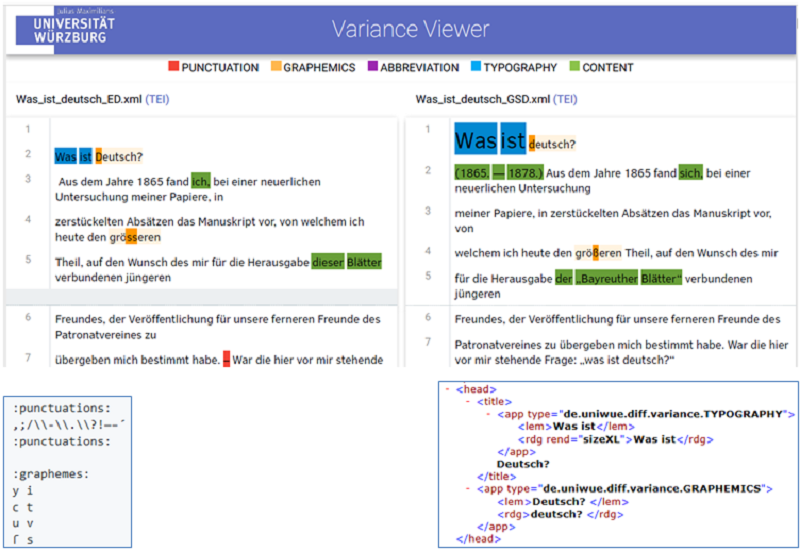 Julius Maximilians
UNIVERSITÄT
WÜRZBURG
Variance Viewer
PUNCTUATION GRAPHEMICS ABBREVIATION TYPOGRAPHY CONTENT
Was_ist_deutsch_ED.xml (TEI)
1
2 Was ist Deutsch?
3 Aus dem Jahre 1865 fand ich, bei einer neuerlichen
Untersuchung meiner Papiere, in
4 zerstückelten Absätzen das Manuskript vor, von welchem ich
heute den grösseren
5 Theil, auf den Wunsch des mir für die Herausgabe dieser Blätter
verbundenen jüngeren
6 Freundes, der Veröffentlichung für unsere ferneren Freunde des
Patronatvereines zu
7 übergeben mich bestimmt habe. – War die hier vor mir stehende
Was_ist_deutsch_GSD.xml (TEI)
1 Was ist deutsch?
2 (1865. — 1878.) Aus dem Jahre 1865 fand sich, bei einer
neuerlichen Untersuchung
3 meiner Papiere, in zerstückelten Absätzen das Manuskript vor,
von
4 welchem ich heute den größeren Theil, auf den Wunsch des mir
5 für die Herausgabe der „Bayreuther Blätter“ verbundenen
jüngeren
6 Freundes, der Veröffentlichung für unsere ferneren Freunde des
7 Patronatvereines zu übergeben mich bestimmt habe. War die hier
vor mir stehende Frage: „was ist deutsch?“
:punctuations:
,;/\\-\\.\\?!==´
:punctuations:
:graphemes:
y i
c t
u v
ſ s
- <head>
- <title>
- <app type="de.uniwue.diff.variance.TYPOGRAPHY">
<lem>Was ist</lem>
<rdg rend="sizeXL">Was ist</rdg>
</app>
Deutsch?
</title>
- <app type="de.uniwue.diff.variance.GRAPHEMICS">
<lem>Deutsch? </lem>
<rdg>deutsch? </rdg>
</app>
</head>